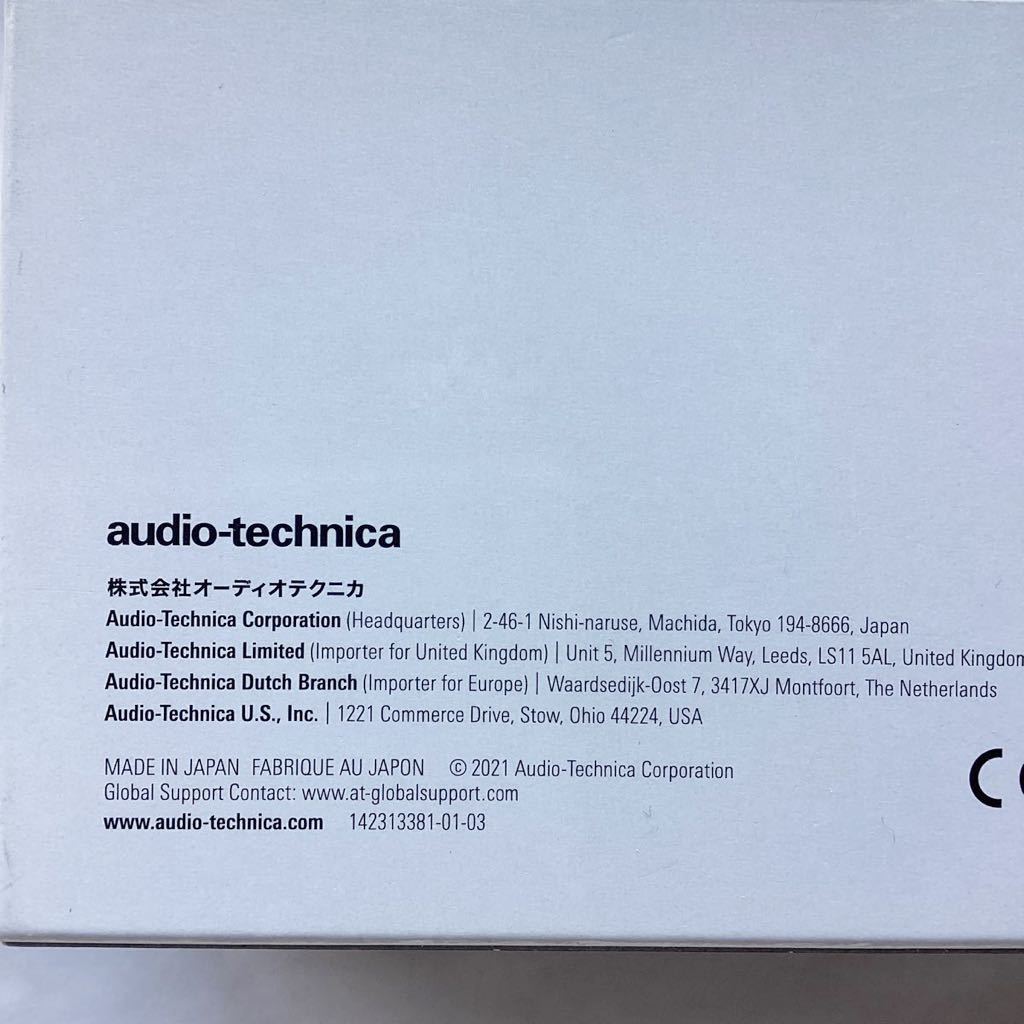 audio-technica
株式会社オーディオテクニカ
Audio-Technica Corporation (Headquarters) | 2-46-1 Nishi-naruse, Machida, Tokyo 194-8666, Japan
Audio-Technica Limited (Importer for United Kingdom) | Unit 5, Millennium Way, Leeds, LS11 5AL, United Kingdom
Audio-Technica Dutch Branch (Importer for Europe) | Waardsedijk-Oost 7, 3417XJ Montfoort, The Netherlands
Audio-Technica U.S., Inc. | 1221 Commerce Drive, Stow, Ohio 44224, USA
MADE IN JAPAN FABRIQUE AU JAPON © 2021 Audio-Technica Corporation
Global Support Contact: www.at-globalsupport.com
www.audio-technica.com 142313381-01-03
C